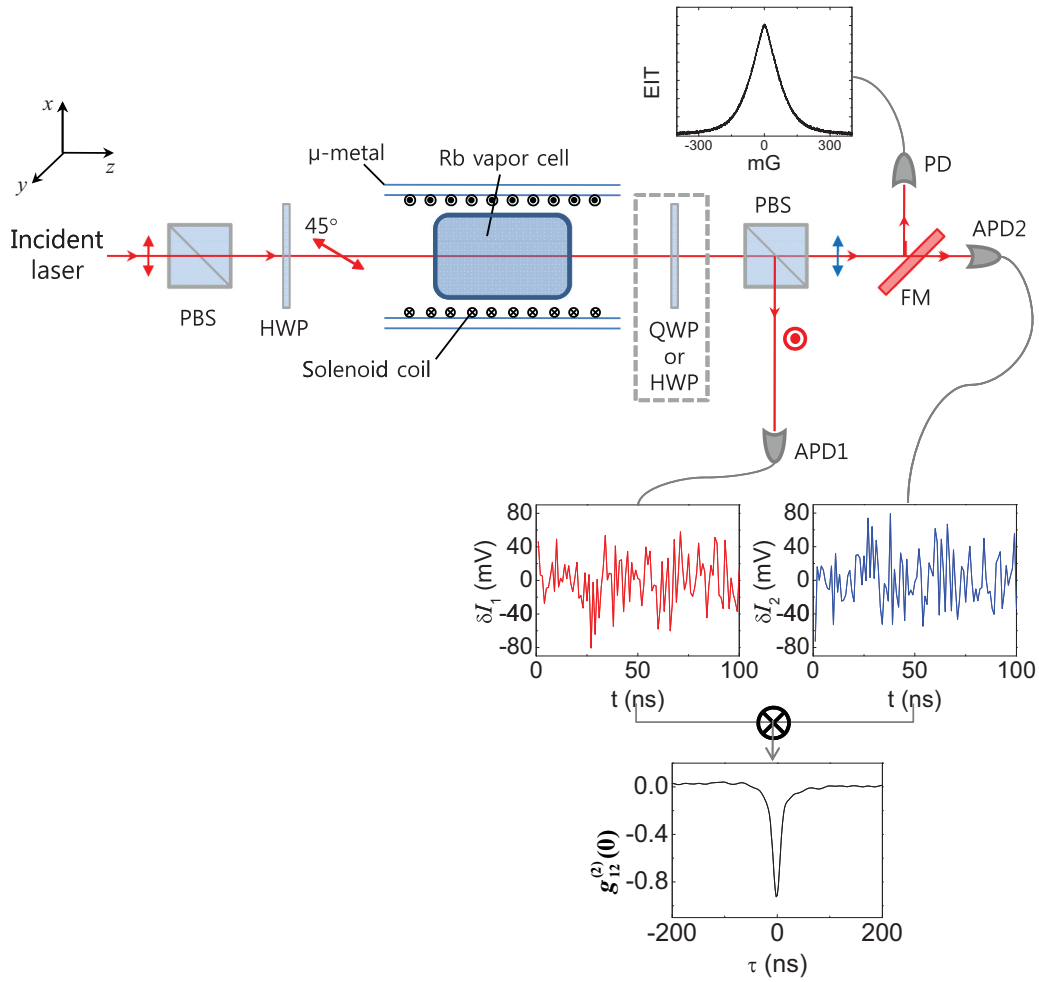 EIT
-300 0 300
mG
x
y
z
μ-metal
Rb vapor cell
PD
PBS
APD2
Incident
laser
45°
PBS
HWP
FM
Solenoid coil
QWP
or
HWP
APD1
δI₁ (mV)
80
40
0
-40
-80
0 50 100
t (ns)
δI₂ (mV)
80
40
0
-40
-80
0 50 100
t (ns)
g₁₂⁽²⁾(0)
0.0
-0.4
-0.8
-200 0 200
τ (ns)